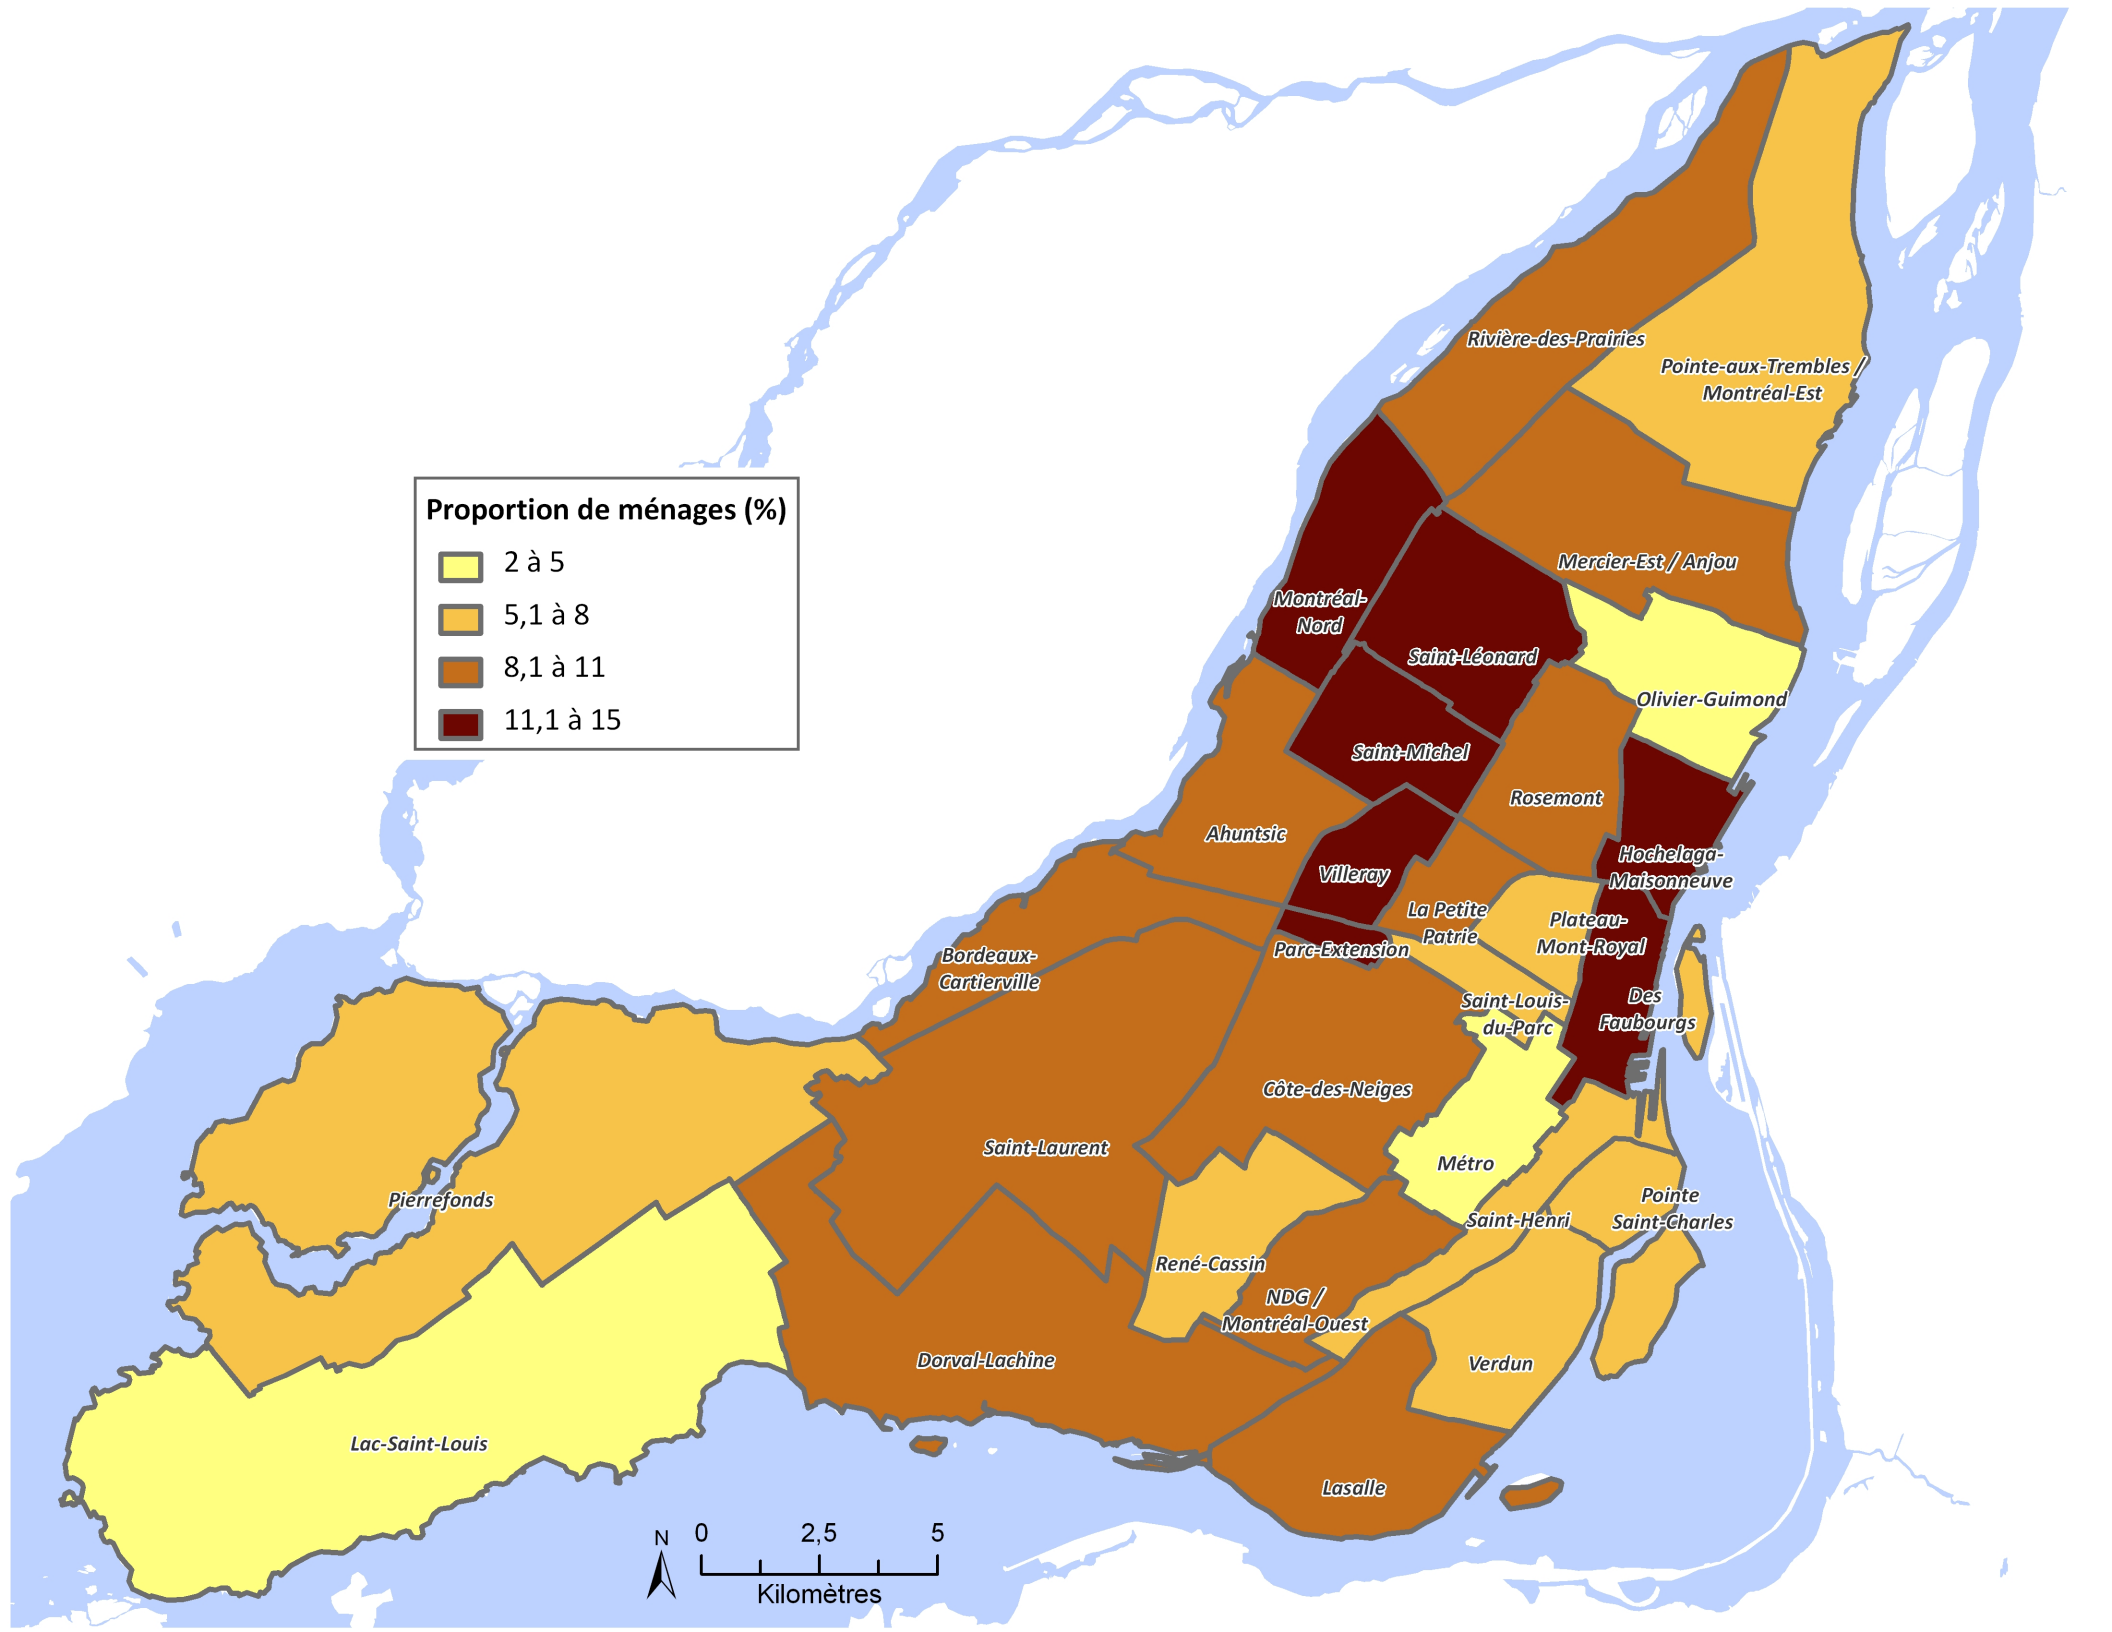 Rivière-des-Prairies
Pointe-aux-Trembles /
Montréal-Est
Proportion de ménages (%)
2 à 5
5,1 à 8
8,1 à 11
11,1 à 15
Mercier-Est / Anjou
Montréal-
Nord
Saint-Léonard
Olivier-Guimond
Saint-Michel
Rosemont
Ahuntsic
Hochelaga-
Maisonneuve
Villeray
La Petite
Patrie
Plateau-
Mont-Royal
Parc-Extension
Bordeaux-
Cartierville
Saint-Louis-
du-Parc
Des
Faubourgs
Côte-des-Neiges
Saint-Laurent
Métro
Pierrefonds
Pointe
Saint-Charles
Saint-Henri
René-Cassin
NDG /
Montréal-Ouest
Dorval-Lachine
Verdun
Lac-Saint-Louis
Lasalle
N
0 2,5 5
Kilomètres